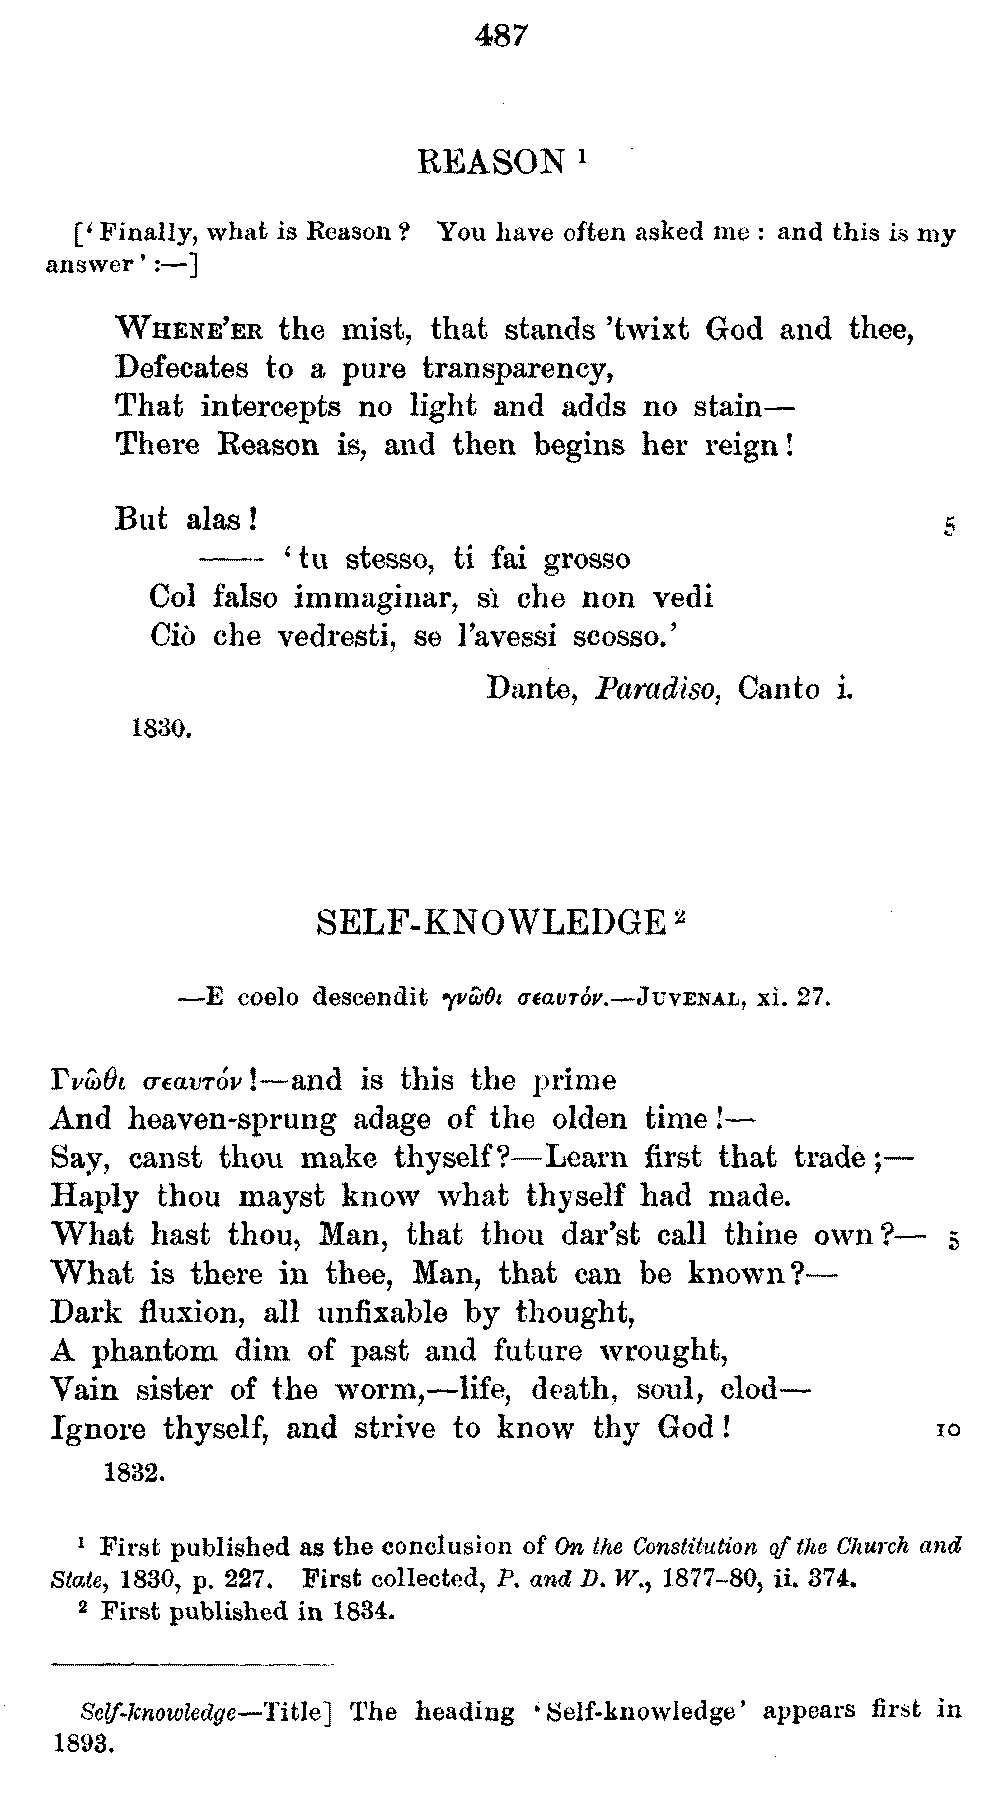 487
REASON ¹
[‘Finally, what is Reason? You have often asked me: and this is my
answer’:—]
WHENE’ER the mist, that stands ’twixt God and thee,
Defecates to a pure transparency,
That intercepts no light and adds no stain—
There Reason is, and then begins her reign!
But alas! 5
—— ‘tu stesso, ti fai grosso
Col falso immaginar, sì che non vedi
Ciò che vedresti, se l’avessi scosso.’
Dante, Paradiso, Canto i.
1830.
SELF-KNOWLEDGE ²
—E coelo descendit γνῶθι σεαυτόν.—JUVENAL, xi. 27.
Γνῶθι σεαυτόν!—and is this the prime
And heaven-sprung adage of the olden time!—
Say, canst thou make thyself?—Learn first that trade;—
Haply thou mayst know what thyself had made.
What hast thou, Man, that thou dar’st call thine own?— 5
What is there in thee, Man, that can be known?—
Dark fluxion, all unfixable by thought,
A phantom dim of past and future wrought,
Vain sister of the worm,—life, death, soul, clod—
Ignore thyself, and strive to know thy God! 10
1832.
¹ First published as the conclusion of On the Constitution of the Church and
State, 1830, p. 227. First collected, P. and D. W., 1877-80, ii. 374.
² First published in 1834.
Self-knowledge—Title] The heading ‘Self-knowledge’ appears first in
1893.